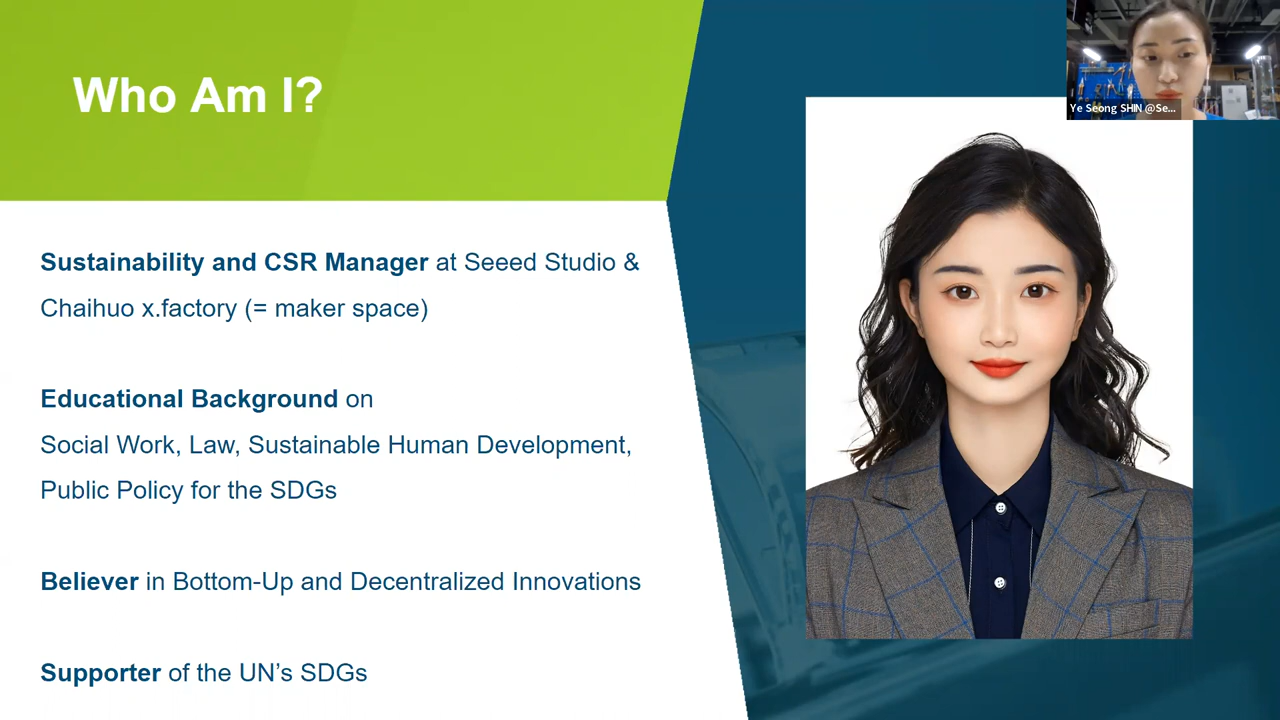 Who Am I?
Ye Seong SHIN @Se...
Sustainability and CSR Manager at Seeed Studio &
Chaihuo x.factory (= maker space)
Educational Background on
Social Work, Law, Sustainable Human Development,
Public Policy for the SDGs
Believer in Bottom-Up and Decentralized Innovations
Supporter of the UN’s SDGs